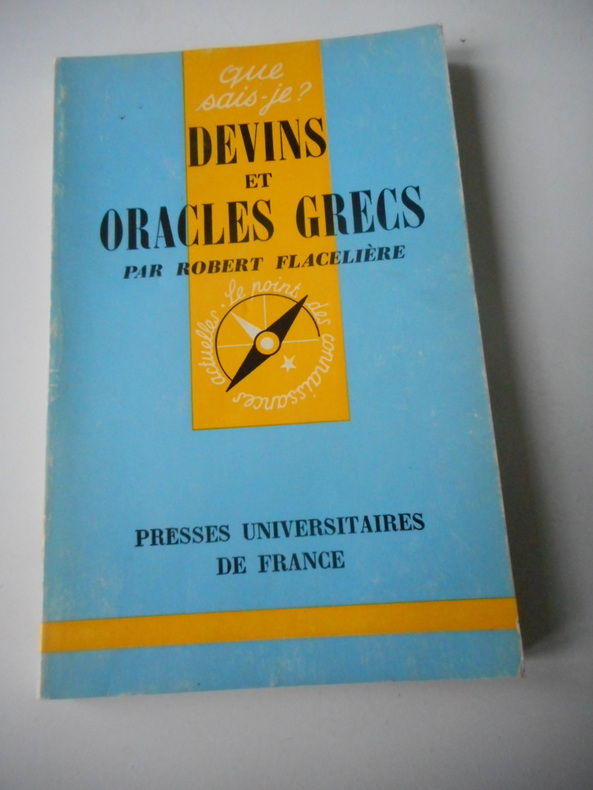 que
sais-je?
DEVINS
ET
ORACLES GRECS
PAR ROBERT FLACELIÈRE
Le point des connaissances actuelles.
PRESSES UNIVERSITAIRES
DE FRANCE